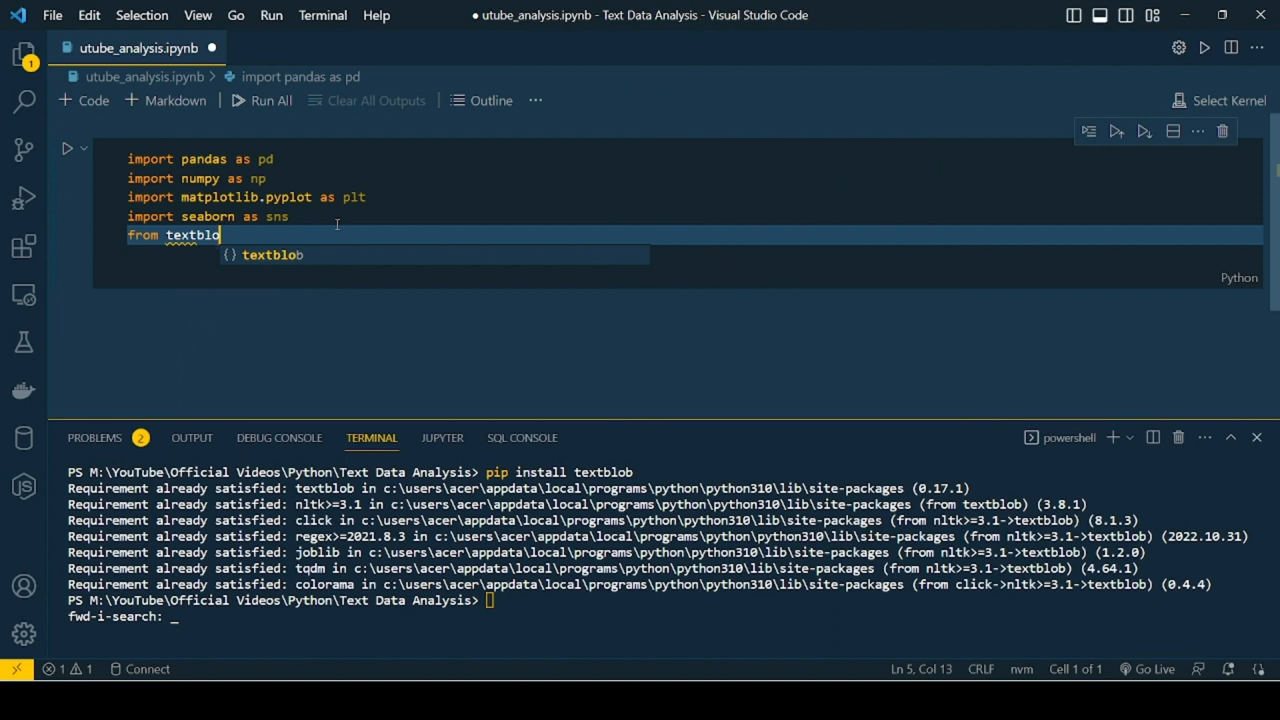 File Edit Selection View Go Run Terminal Help
● utube_analysis.ipynb - Text Data Analysis - Visual Studio Code
utube_analysis.ipynb ●
1
utube_analysis.ipynb > import pandas as pd
+ Code + Markdown | Run All Clear All Outputs | Outline ···
Select Kernel
import pandas as pd
import numpy as np
import matplotlib.pyplot as plt
import seaborn as sns
from textblo
{} textblob
Python
PROBLEMS 2 OUTPUT DEBUG CONSOLE TERMINAL JUPYTER SQL CONSOLE
powershell
PS M:\YouTube\Official Videos\Python\Text Data Analysis> pip install textblob
Requirement already satisfied: textblob in c:\users\acer\appdata\local\programs\python\python310\lib\site-packages (0.17.1)
Requirement already satisfied: nltk>=3.1 in c:\users\acer\appdata\local\programs\python\python310\lib\site-packages (from textblob) (3.8.1)
Requirement already satisfied: click in c:\users\acer\appdata\local\programs\python\python310\lib\site-packages (from nltk>=3.1->textblob) (8.1.3)
Requirement already satisfied: regex>=2021.8.3 in c:\users\acer\appdata\local\programs\python\python310\lib\site-packages (from nltk>=3.1->textblob) (2022.10.31)
Requirement already satisfied: joblib in c:\users\acer\appdata\local\programs\python\python310\lib\site-packages (from nltk>=3.1->textblob) (1.2.0)
Requirement already satisfied: tqdm in c:\users\acer\appdata\local\programs\python\python310\lib\site-packages (from nltk>=3.1->textblob) (4.64.1)
Requirement already satisfied: colorama in c:\users\acer\appdata\local\programs\python\python310\lib\site-packages (from click->nltk>=3.1->textblob) (0.4.4)
PS M:\YouTube\Official Videos\Python\Text Data Analysis>
fwd-i-search: _
1 1 Connect
Ln 5, Col 13 CRLF nvm Cell 1 of 1 Go Live